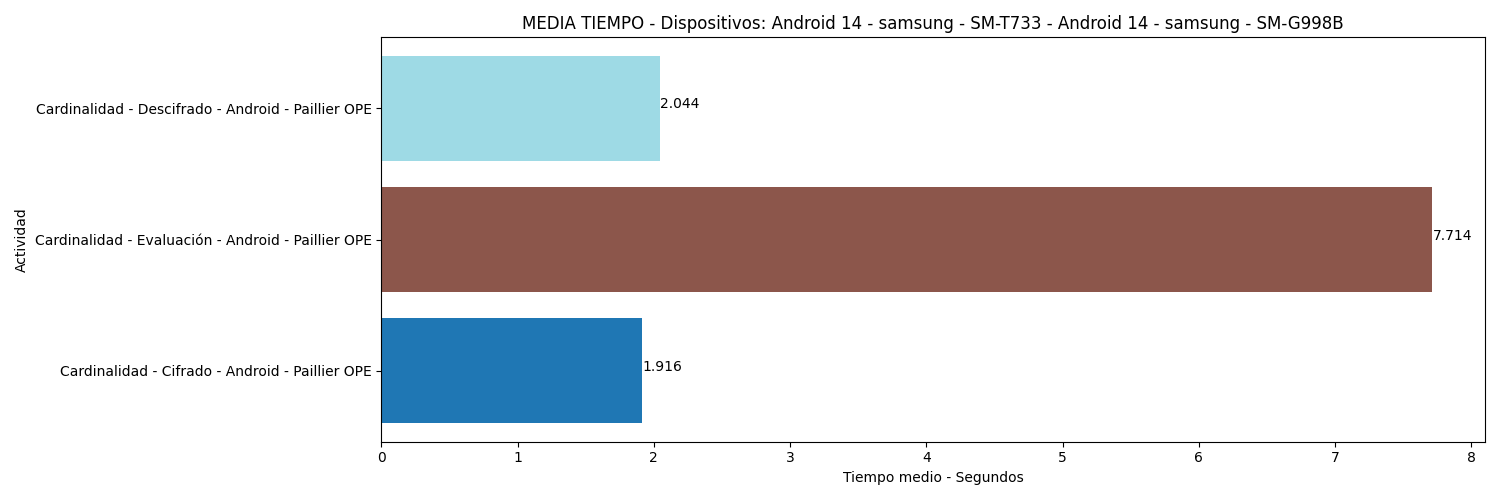 MEDIA TIEMPO - Dispositivos: Android 14 - samsung - SM-T733 - Android 14 - samsung - SM-G998B
Cardinalidad - Descifrado - Android - Paillier OPE
2.044
Cardinalidad - Evaluación - Android - Paillier OPE
7.714
Cardinalidad - Cifrado - Android - Paillier OPE
1.916
Actividad
0 1 2 3 4 5 6 7 8
Tiempo medio - Segundos